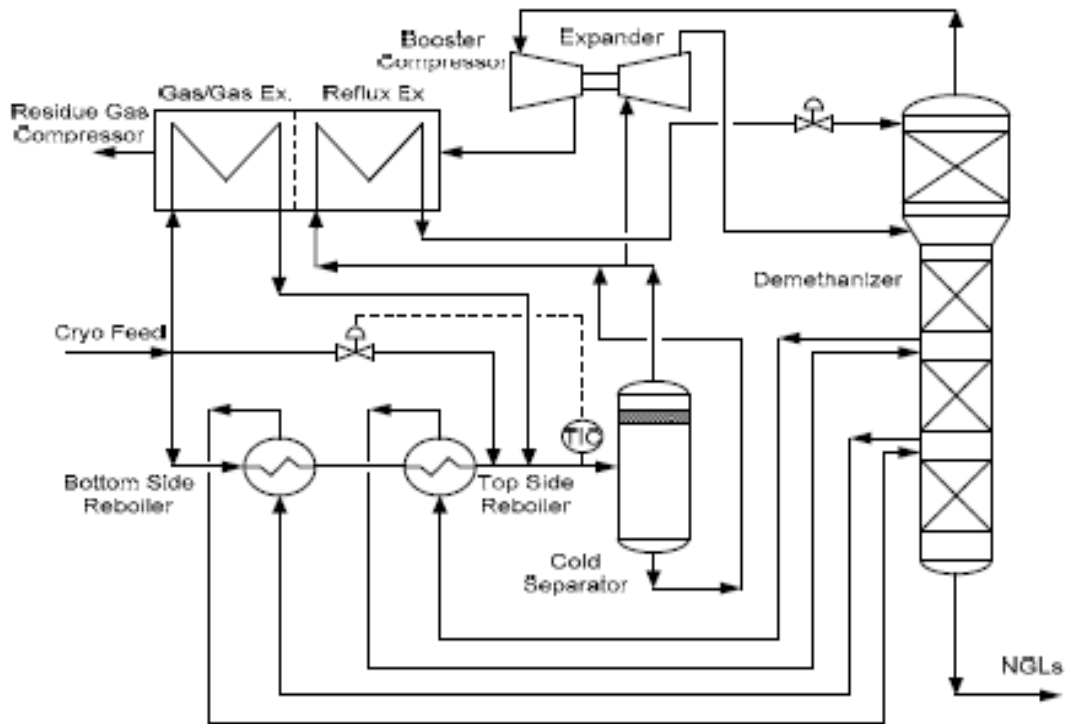 Booster
Compressor
Expander
Gas/Gas Ex.
Reflux Ex
Residue Gas
Compressor
Demethanizer
Cryo Feed
TIC
Bottom Side
Reboiler
Top Side
Reboiler
Cold
Separator
NGLs